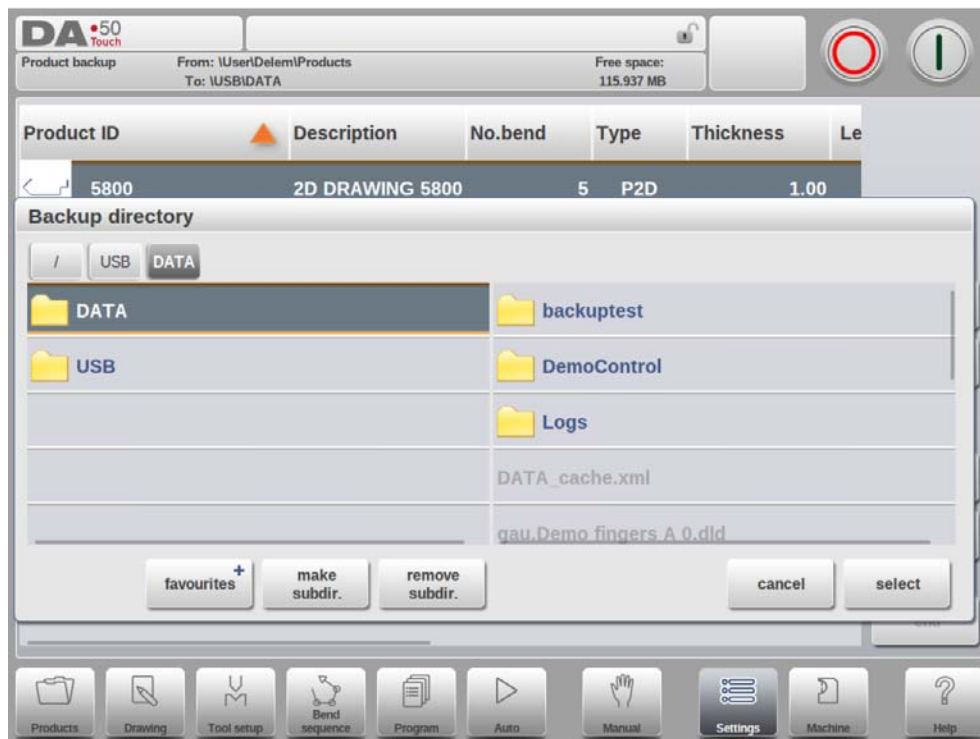 DA •50
Touch
Product backup From: \User\Delem\Products Free space:
To: \USB\DATA 115.937 MB
Product ID Description No.bend Type Thickness Le
5800 2D DRAWING 5800 5 P2D 1.00
Backup directory
/ USB DATA
DATA backuptest
USB DemoControl
Logs
DATA_cache.xml
gau.Demo fingers A 0.dld
favourites+ make subdir. remove subdir. cancel select
Products Drawing Tool setup Bend sequence Program Auto Manual Settings Machine Help